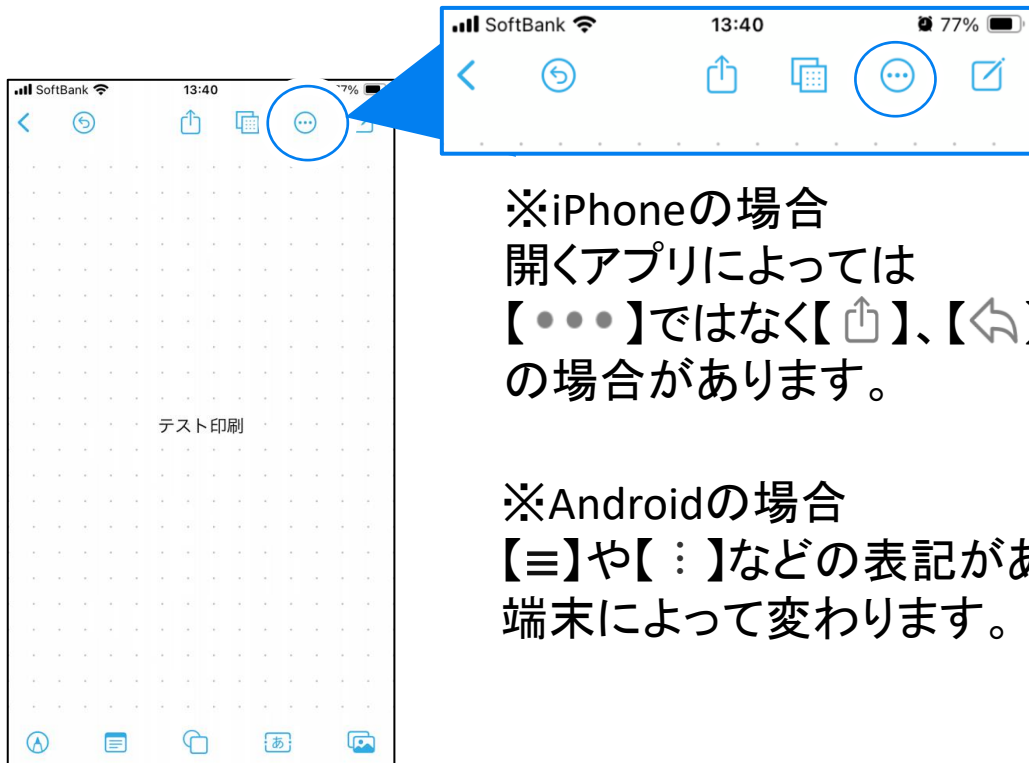 SoftBank 13:40 77%
SoftBank 13:40 77%
※iPhoneの場合
開くアプリによっては
【•••】ではなく【】、【】
の場合があります。
テスト印刷
※Androidの場合
【≡】や【⋮】などの表記があ
端末によって変わります。
あ